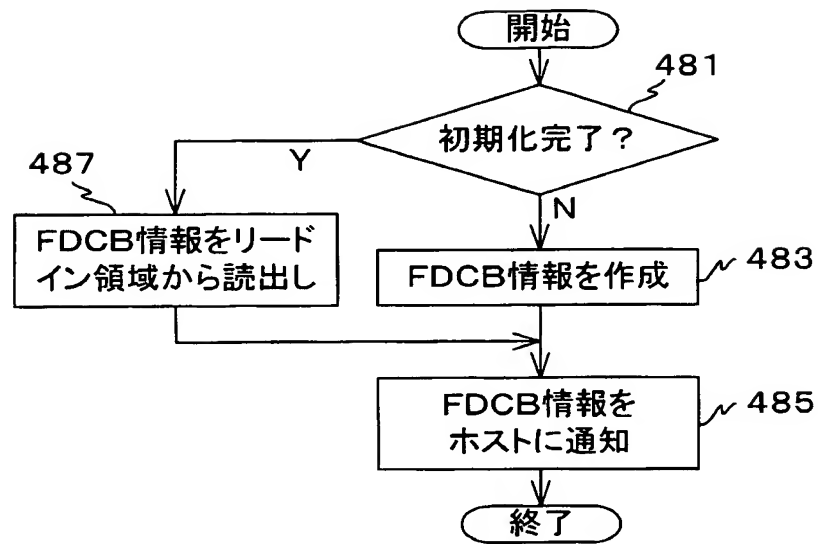 開始
481
初期化完了?
Y
N
487
FDCB情報をリード
イン領域から読出し
FDCB情報を作成
483
FDCB情報を
ホストに通知
485
終了